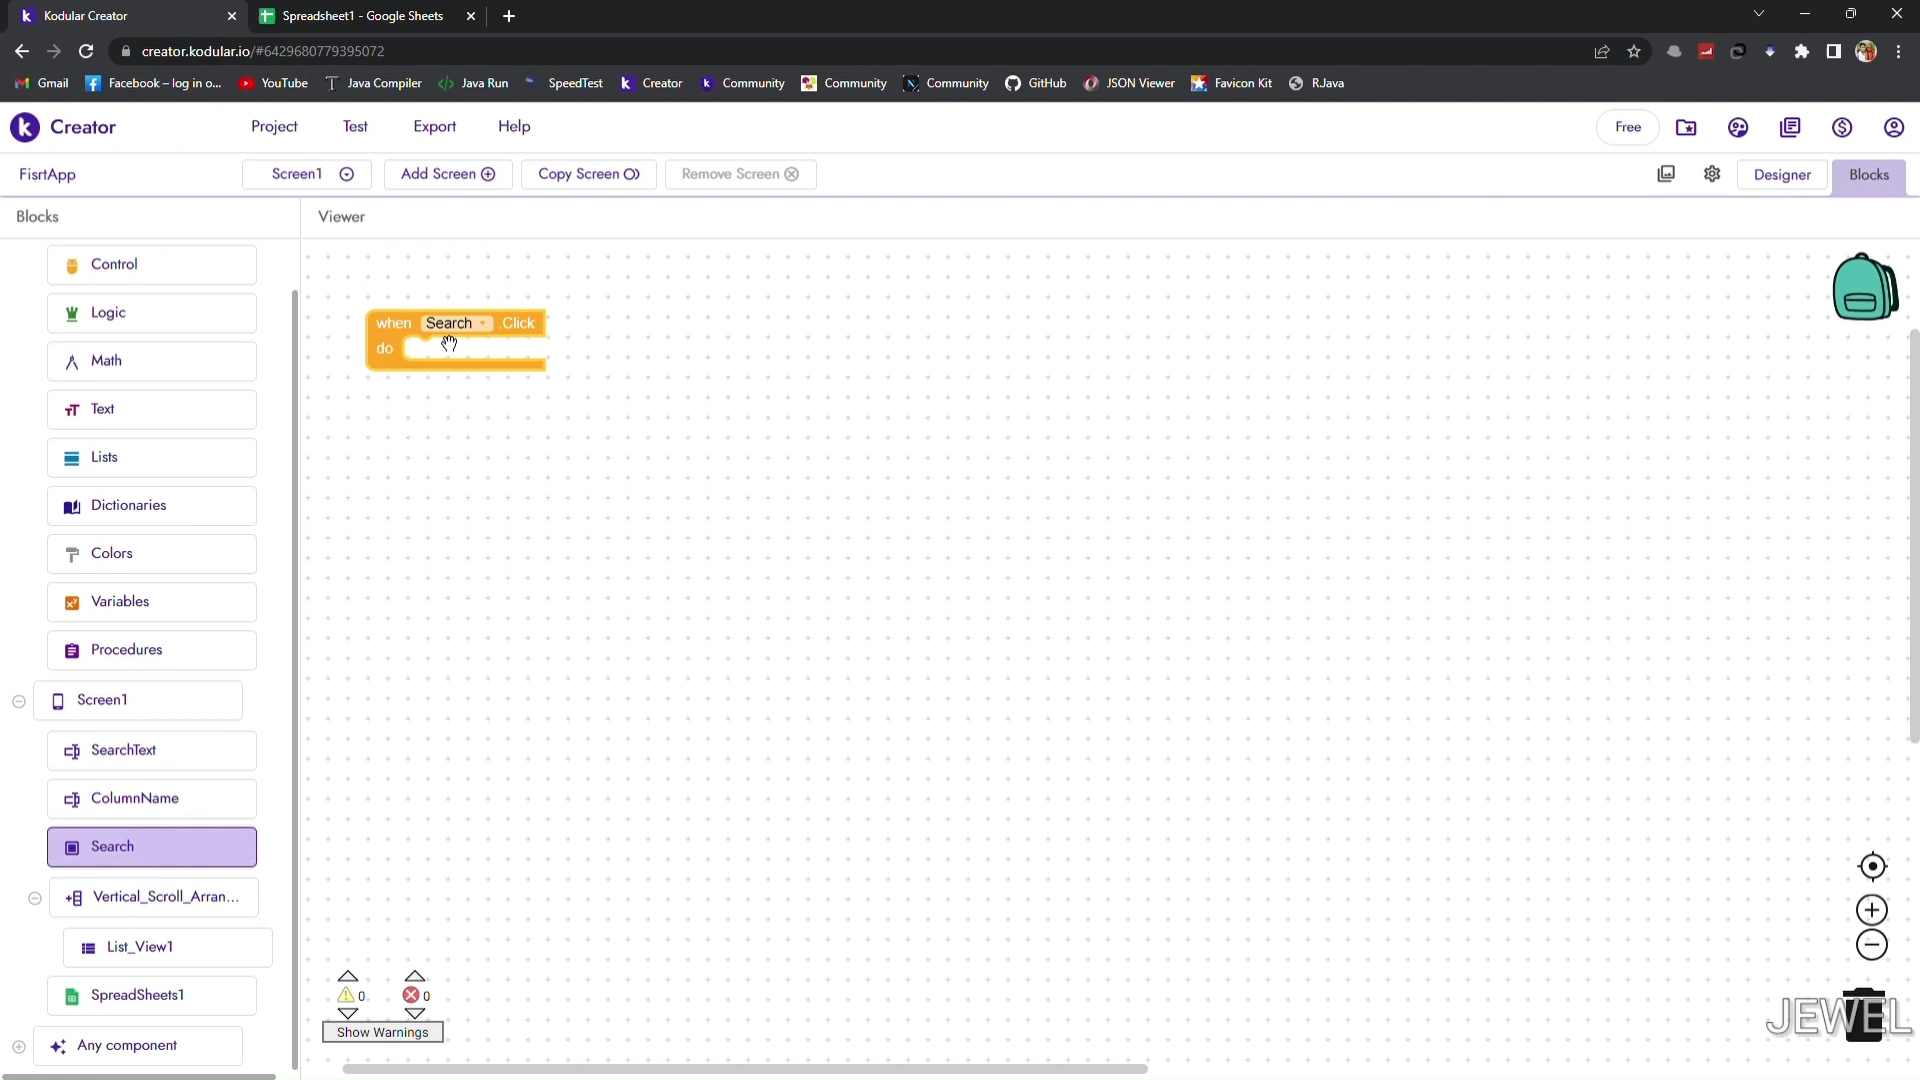 Kodular Creator
Spreadsheet1 - Google Sheets
creator.kodular.io/#6429680779395072
Gmail
Facebook – log in o...
YouTube
Java Compiler
Java Run
SpeedTest
Creator
Community
Community
Community
GitHub
JSON Viewer
Favicon Kit
RJava
Creator
Project
Test
Export
Help
Free
FisrtApp
Screen1
Add Screen
Copy Screen
Remove Screen
Designer
Blocks
Blocks
Viewer
Control
Logic
Math
Text
Lists
Dictionaries
Colors
Variables
Procedures
Screen1
SearchText
ColumnName
Search
Vertical_Scroll_Arran...
List_View1
SpreadSheets1
Any component
when Search .Click
do
0
0
Show Warnings
JEWEL